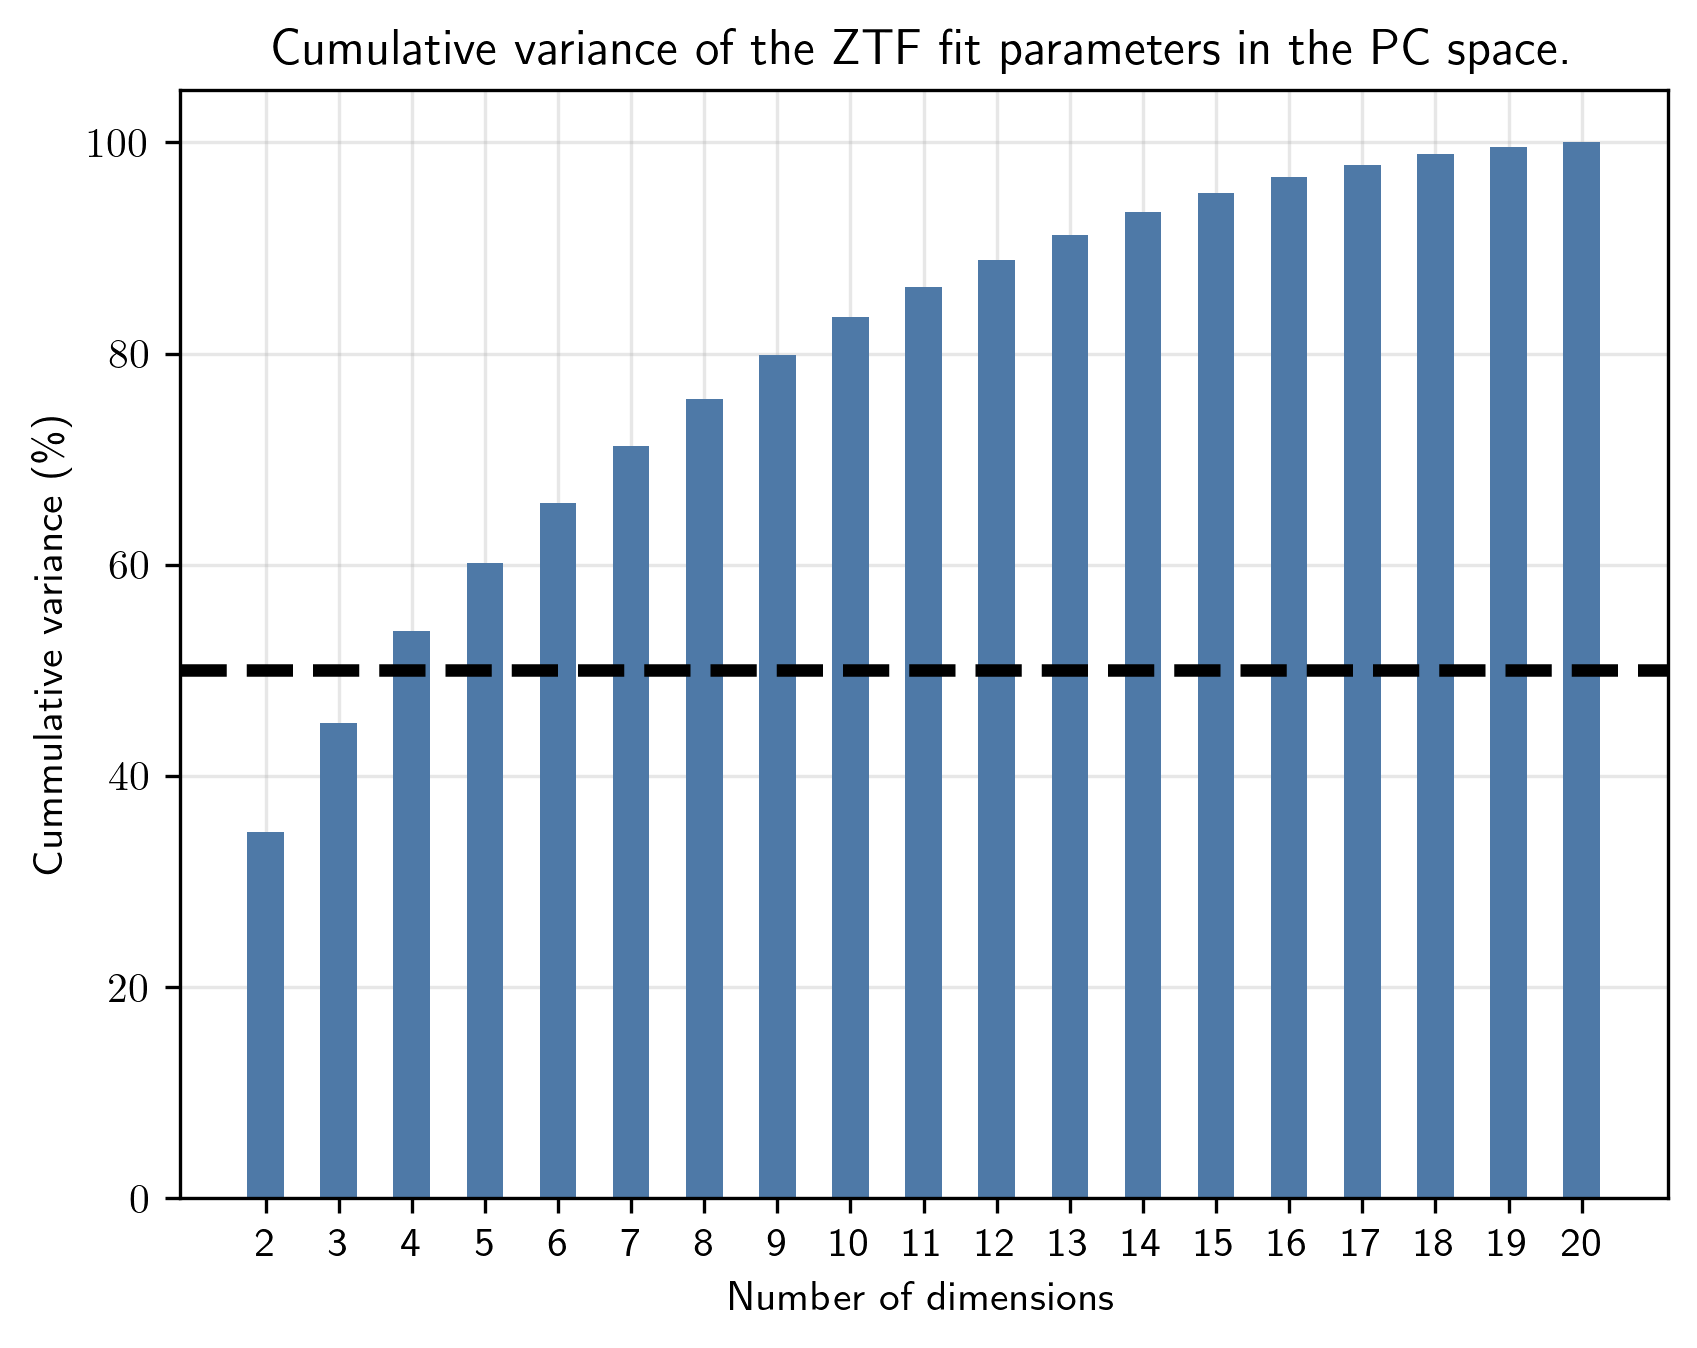 Cumulative variance of the ZTF fit parameters in the PC space.
100
80
60
40
20
0
Cummulative variance (%)
2 3 4 5 6 7 8 9 10 11 12 13 14 15 16 17 18 19 20
Number of dimensions